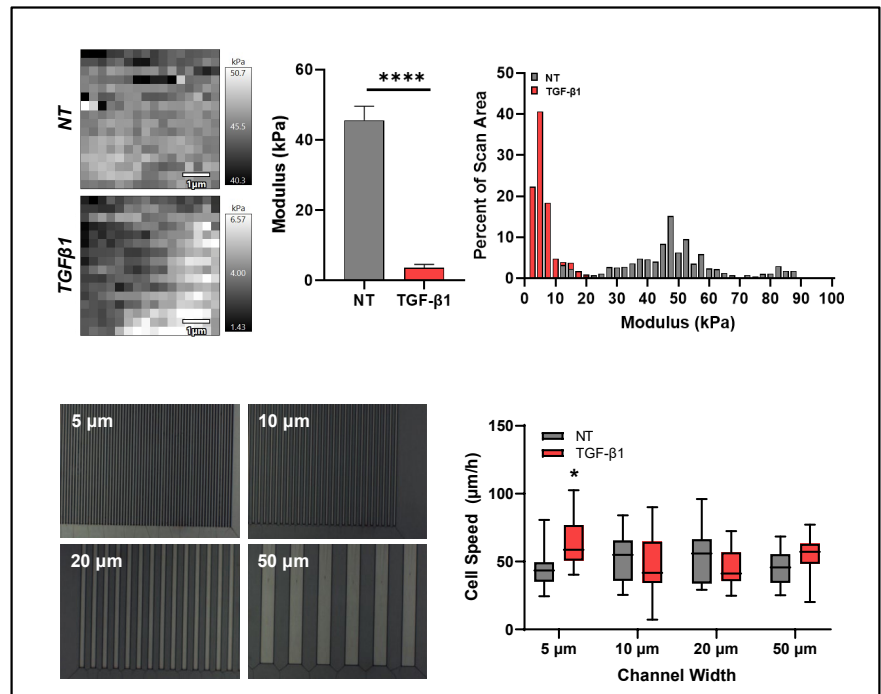 NT
kPa
50.7
45.5
40.3
1µm
TGFβ1
kPa
6.57
4.00
1.43
1µm
Modulus (kPa)
60
40
20
0
****
NT
TGF-β1
Percent of Scan Area
50
40
30
20
10
0
NT
TGF-β1
0 10 20 30 40 50 60 70 80 90 100
Modulus (kPa)
5 µm
10 µm
20 µm
50 µm
Cell Speed (µm/h)
150
100
50
0
NT
TGF-β1
*
5 µm 10 µm 20 µm 50 µm
Channel Width